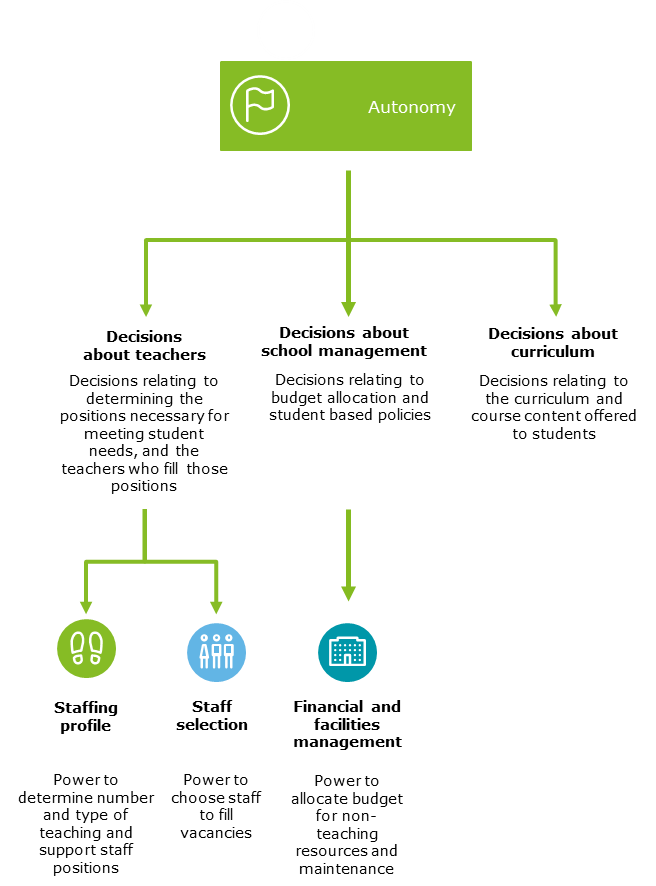 Autonomy
Decisions
about teachers
Decisions relating to
determining the
positions necessary for
meeting student
needs, and the
teachers who fill those
positions
Decisions about
school management
Decisions relating to
budget allocation and
student based policies
Decisions about
curriculum
Decisions relating to
the curriculum and
course content offered
to students
Staffing
profile
Power to
determine number
and type of
teaching and
support staff
positions
Staff
selection
Power to
choose staff
to fill
vacancies
Financial and
facilities
management
Power to
allocate budget
for non-
teaching
resources and
maintenance